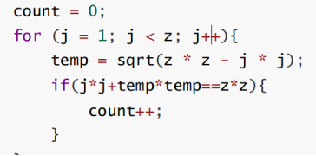 count = 0;
for (j = 1; j < z; j++){
temp = sqrt(z * z - j * j);
if(j*j+temp*temp==z*z){
count++;
}